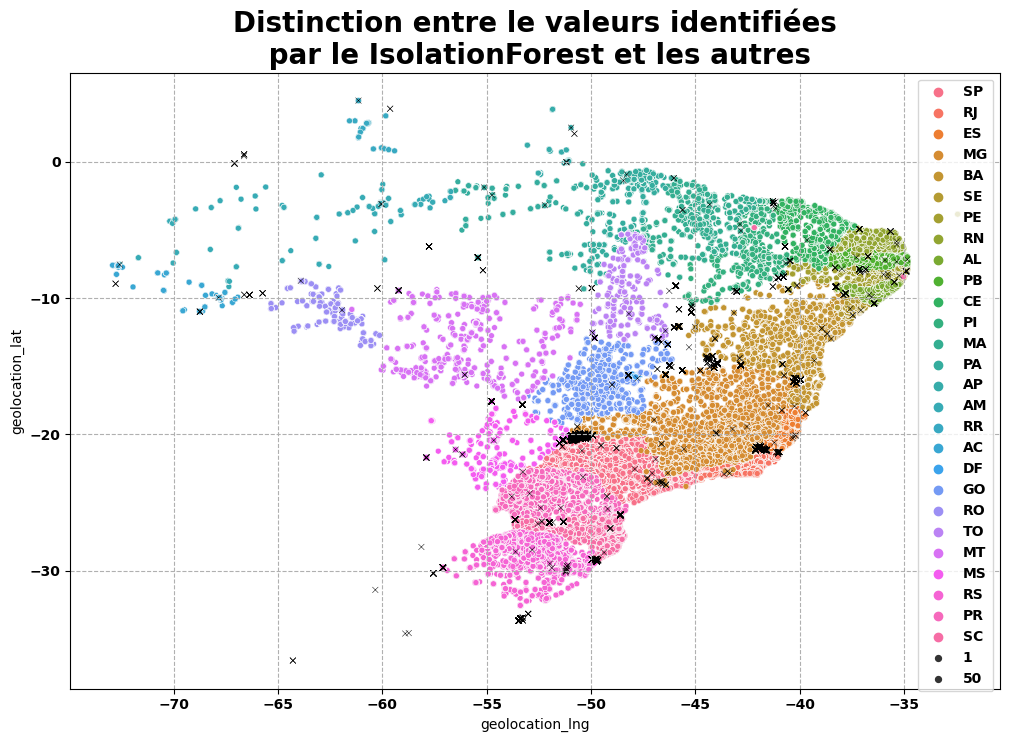 Distinction entre le valeurs identifiées
par le IsolationForest et les autres
geolocation_lat
0
−10
−20
−30
−70
−65
−60
−55
−50
−45
−40
−35
geolocation_lng
SP
RJ
ES
MG
BA
SE
PE
RN
AL
PB
CE
PI
MA
PA
AP
AM
RR
AC
DF
GO
RO
TO
MT
MS
RS
PR
SC
1
50